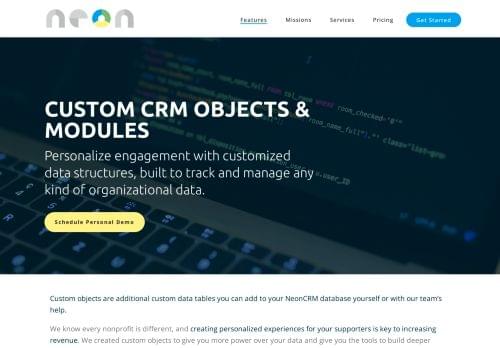 neon
Features Missions Services Pricing Get Started
CUSTOM CRM OBJECTS &
MODULES
Personalize engagement with customized
data structures, built to track and manage any
kind of organizational data.
Schedule Personal Demo
Custom objects are additional custom data tables you can add to your NeonCRM database yourself or with our team's
help.
We know every nonprofit is different, and creating personalized experiences for your supporters is key to increasing
revenue. We created custom objects to give you more power over your data and give you the tools to build deeper